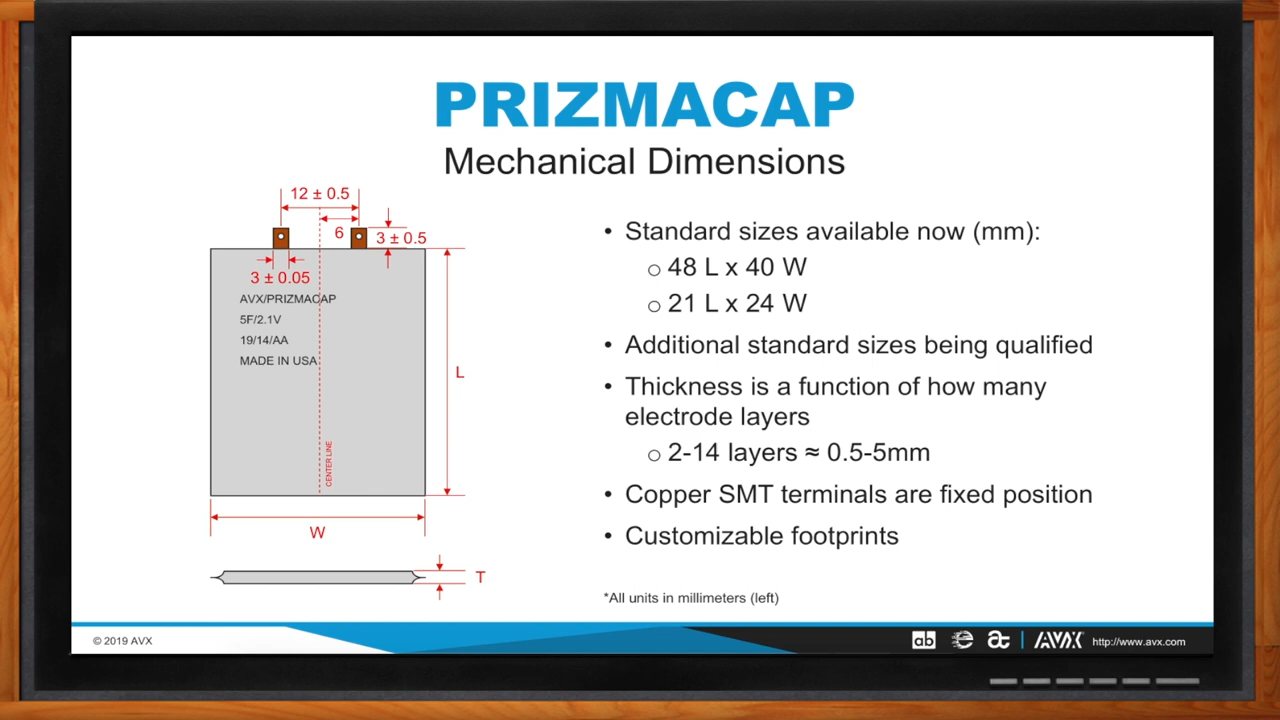 PRIZMACAP
Mechanical Dimensions
12 ± 0.5
6
3 ± 0.5
3 ± 0.05
AVX/PRIZMACAP
5F/2.1V
19/14/AA
MADE IN USA
CENTER LINE
L
W
T
• Standard sizes available now (mm):
o 48 L x 40 W
o 21 L x 24 W
• Additional standard sizes being qualified
• Thickness is a function of how many
electrode layers
o 2-14 layers ≈ 0.5-5mm
• Copper SMT terminals are fixed position
• Customizable footprints
*All units in millimeters (left)
© 2019 AVX
ab
AVX
http://www.avx.com